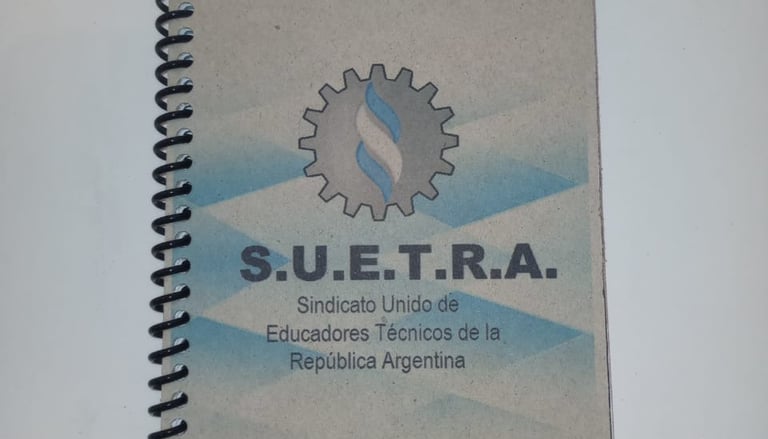 S.U.E.T.R.A.
Sindicato Unido de
Educadores Técnicos de la
República Argentina